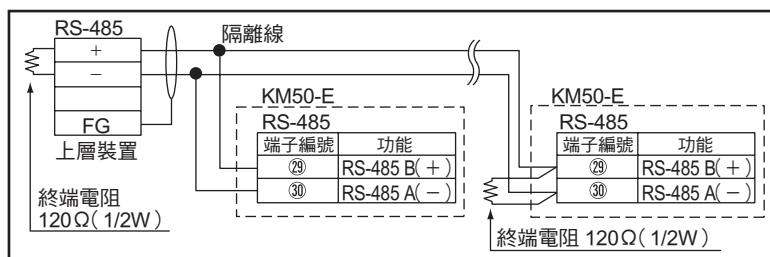 RS-485
+
−
FG
上層裝置
終端電阻
120Ω(1/2W)
隔離線
KM50-E
RS-485
端子編號 功能
㉙ RS-485 B(+)
㉚ RS-485 A(−)
KM50-E
RS-485
端子編號 功能
㉙ RS-485 B(+)
㉚ RS-485 A(−)
終端電阻 120Ω(1/2W)